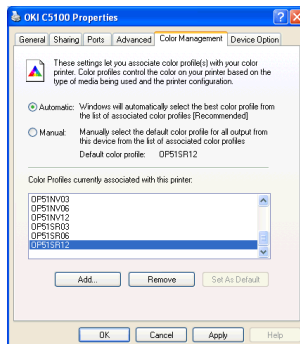 OKI C5100 Properties
General Sharing Ports Advanced Color Management Device Option
These settings let you associate color profile(s) with your color
printer. Color profiles control the color on your printer based on the
type of media being used and the printer configuration.
Automatic: Windows will automatically select the best color profile from
the list of associated color profiles [Recommended]
Manual: Manually select the default color profile for all output from
this device from the list of associated color profiles
Default color profile: OP51SR12
Color Profiles currently associated with this printer:
OP51NV03
OP51NV06
OP51NV12
OP51SR03
OP51SR06
OP51SR12
Add... Remove Set As Default
OK Cancel Apply Help